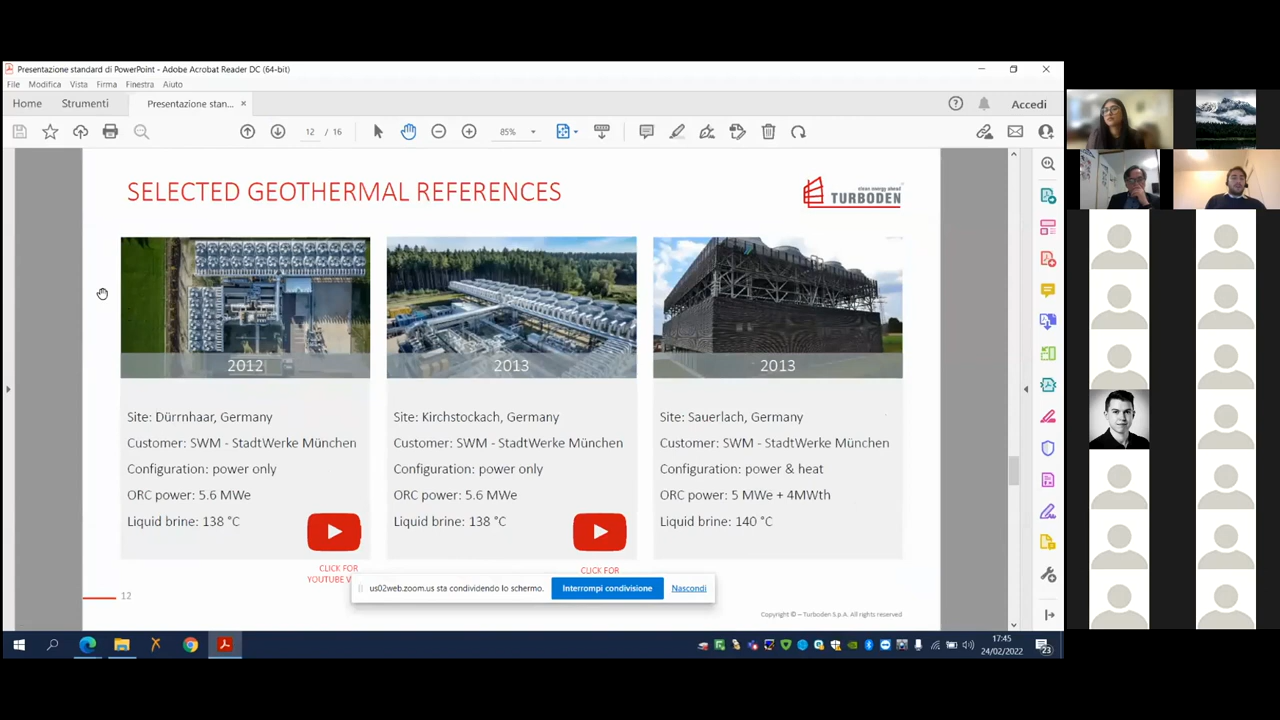 Presentazione standard di PowerPoint - Adobe Acrobat Reader DC (64-bit)
File Modifica Vista Firma Finestra Aiuto
Home Strumenti Presentazione stan... × Accedi
12 / 16 85%
SELECTED GEOTHERMAL REFERENCES
clean energy ahead
TURBODEN
2012
2013
2013
Site: Dürrnhaar, Germany
Customer: SWM - StadtWerke München
Configuration: power only
ORC power: 5.6 MWe
Liquid brine: 138 °C
CLICK FOR
YOUTUBE V
Site: Kirchstockach, Germany
Customer: SWM - StadtWerke München
Configuration: power only
ORC power: 5.6 MWe
Liquid brine: 138 °C
CLICK FOR
Site: Sauerlach, Germany
Customer: SWM - StadtWerke München
Configuration: power & heat
ORC power: 5 MWe + 4MWth
Liquid brine: 140 °C
us02web.zoom.us sta condividendo lo schermo. Interrompi condivisione Nascondi
12
Copyright © – Turboden S.p.A. All rights reserved
17:45
24/02/2022
23